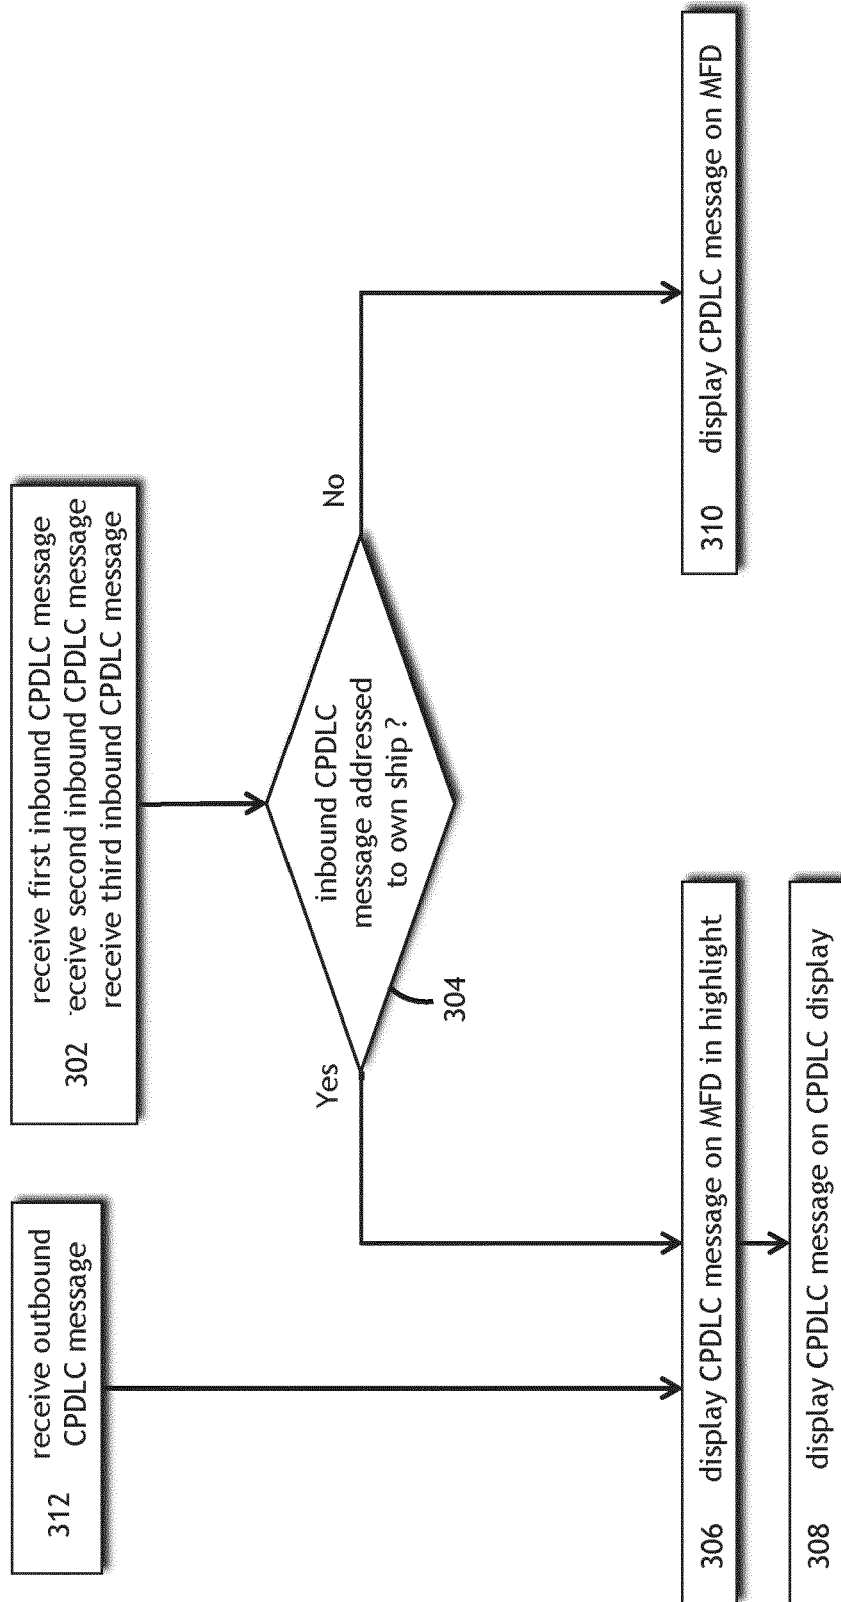 312
receive outbound
CPDLC message
receive first inbound CPDLC message
302 receive second inbound CPDLC message
receive third inbound CPDLC message
Yes
No
inbound CPDLC
message addressed
to own ship ?
304
306 display CPDLC message on MFD in highlight
310 display CPDLC message on MFD
308 display CPDLC message on CPDLC display